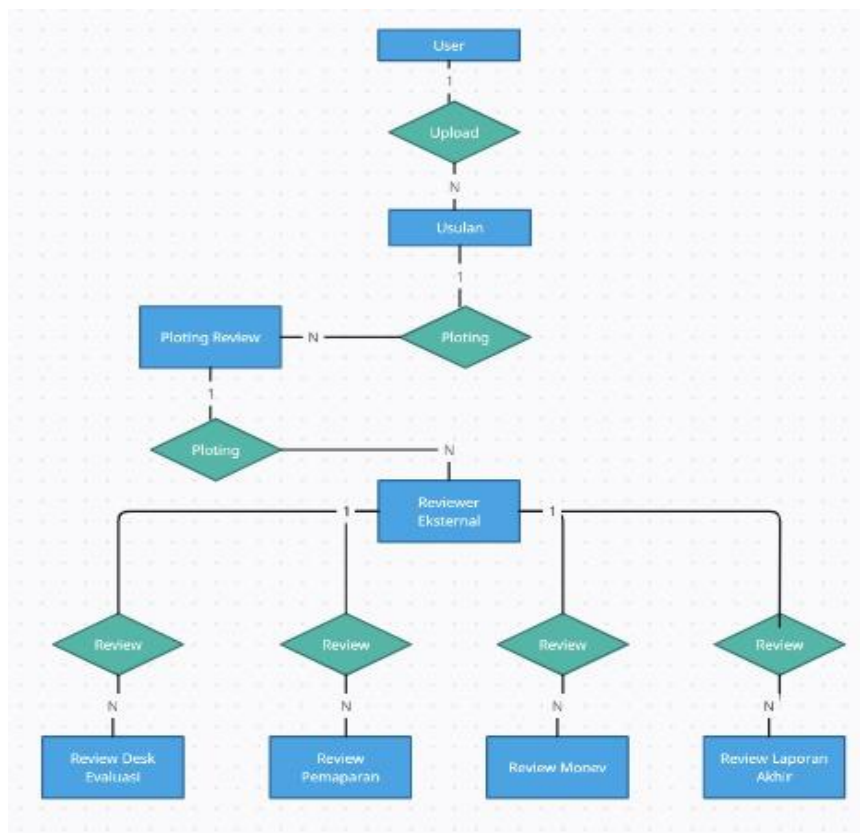 User
1
Upload
N
Usulan
1
Ploting Review
N
Ploting
1
Ploting
N
Reviewer
Eksternal
1
1
Review
Review
Review
Review
N
N
N
N
Review Desk
Evaluasi
Review
Pemaparan
Review Monev
Review Laporan
Akhir